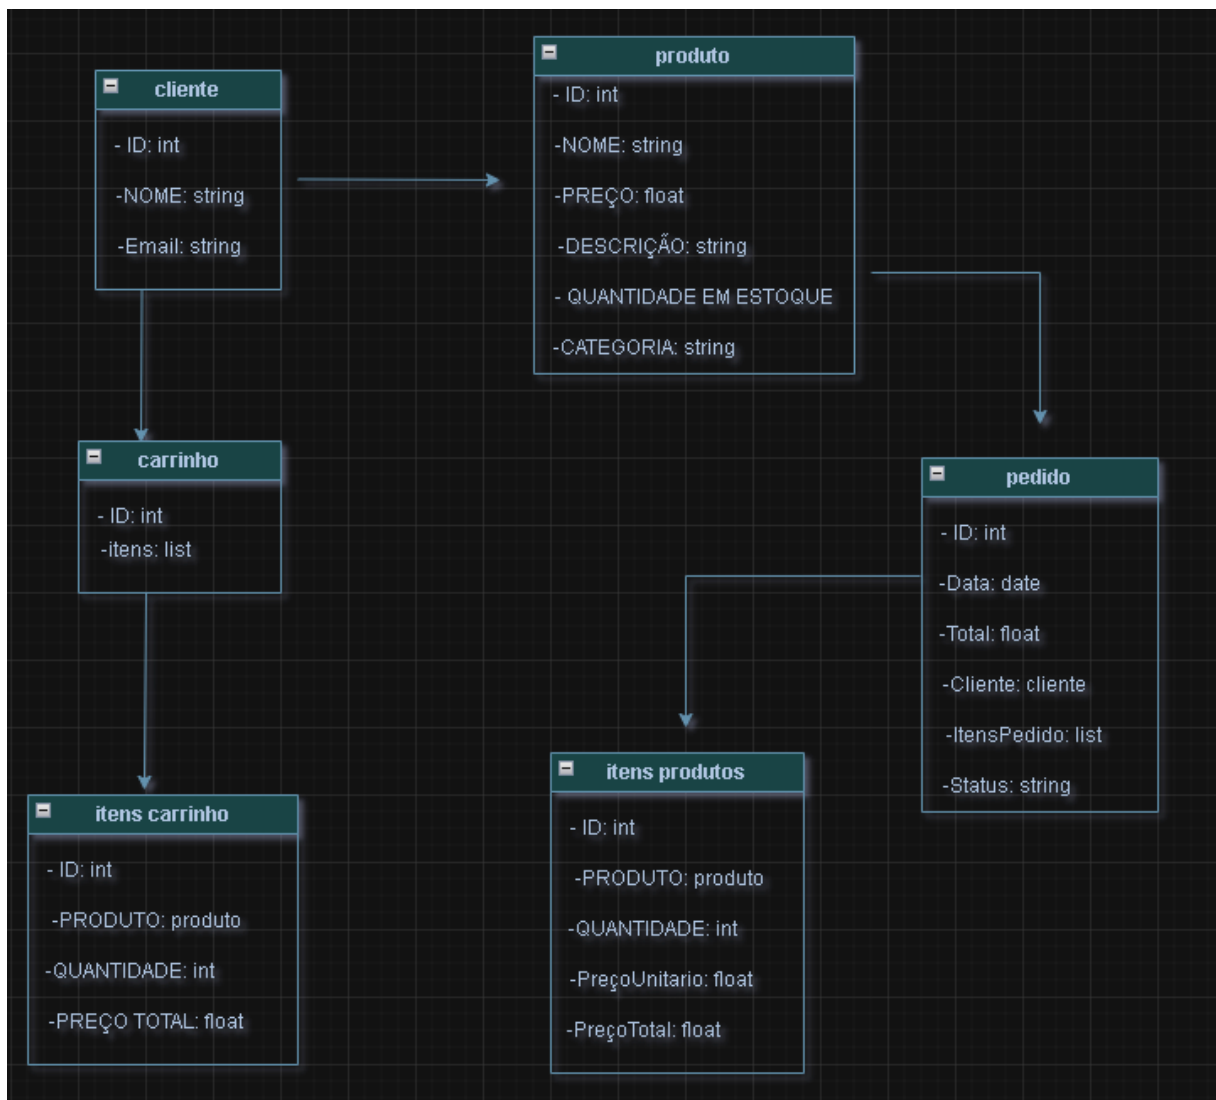 cliente
- ID: int
-NOME: string
-Email: string
produto
- ID: int
-NOME: string
-PREÇO: float
-DESCRIÇÃO: string
- QUANTIDADE EM ESTOQUE
-CATEGORIA: string
carrinho
- ID: int
-itens: list
pedido
- ID: int
-Data: date
-Total: float
-Cliente: cliente
-ItensPedido: list
-Status: string
itens carrinho
- ID: int
-PRODUTO: produto
-QUANTIDADE: int
-PREÇO TOTAL: float
itens produtos
- ID: int
-PRODUTO: produto
-QUANTIDADE: int
-PreçoUnitario: float
-PreçoTotal: float